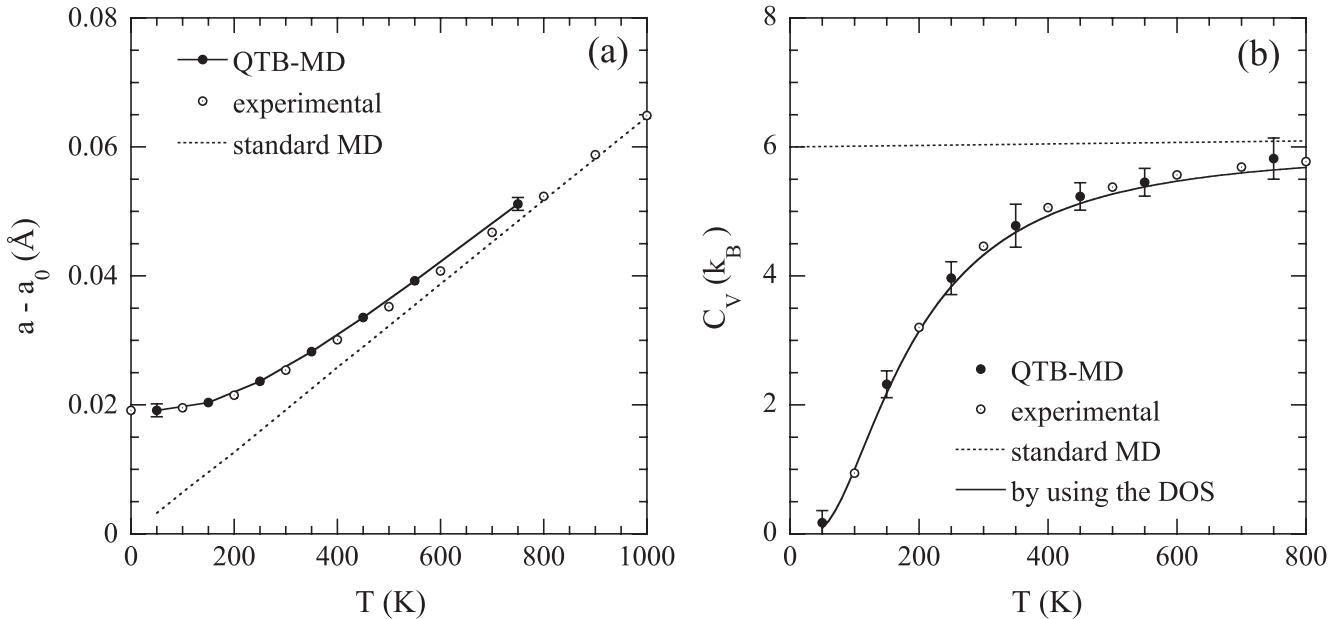 (a)
QTB-MD
experimental
standard MD
0.08
0.06
0.04
0.02
0
a - a0 (Å)
0 200 400 600 800 1000
T (K)
(b)
8
6
4
2
0
CV (kB)
QTB-MD
experimental
standard MD
by using the DOS
0 200 400 600 800
T (K)